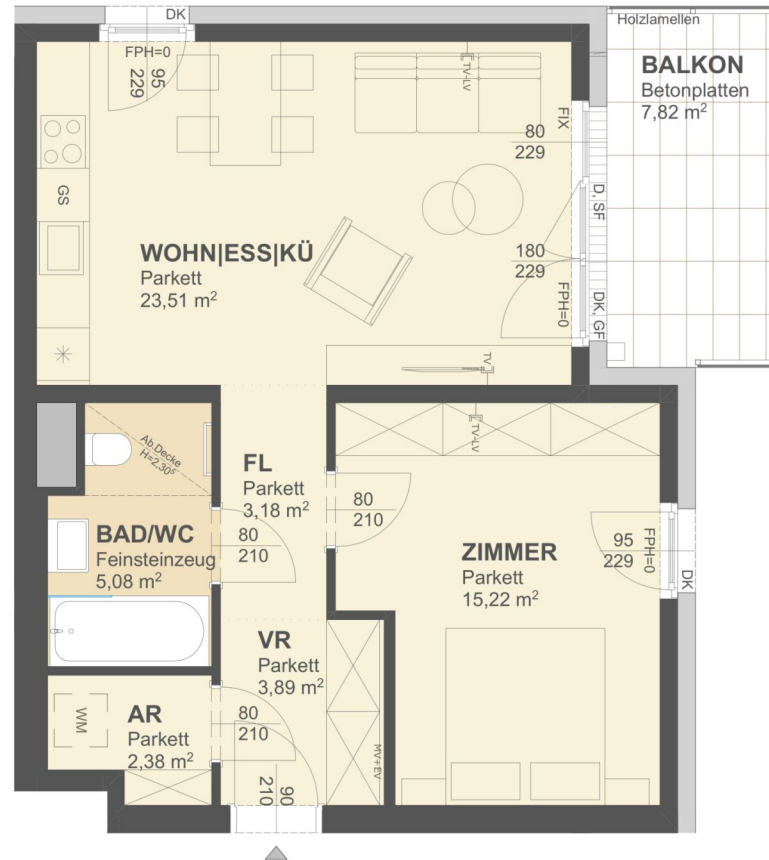 DK
FPH=0
95
229
TV-LV
Holzlamellen
BALKON
Betonplatten
7,82 m²
FIX
80
229
GS
D, SF
WOHN|ESS|KÜ
Parkett
23,51 m²
180
229
FPH=0
DK, GF
TV
TV-LV
Ab.Decke
H=2,30⁵
FL
Parkett
3,18 m²
80
210
BAD/WC
Feinsteinzeug
5,08 m²
80
210
ZIMMER
Parkett
15,22 m²
95
229
FPH=0
DK
VR
Parkett
3,89 m²
WM
AR
Parkett
2,38 m²
80
210
MV+EV
90
210